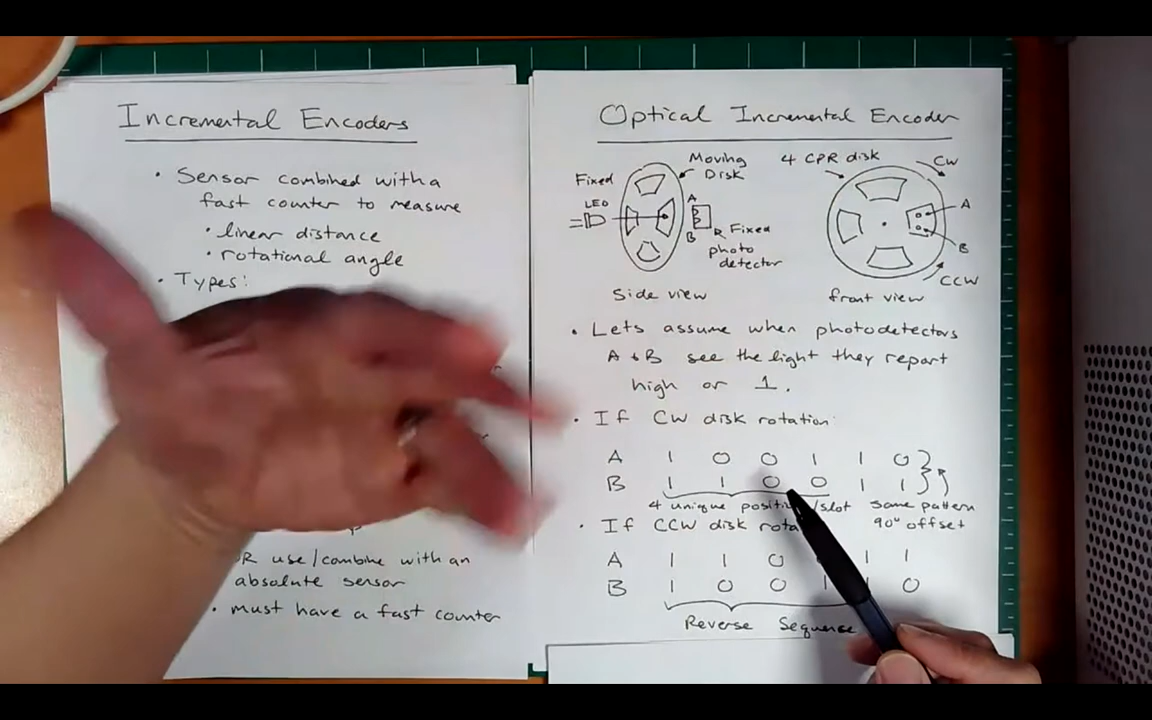 Incremental Encoders
• Sensor combined with a
fast counter to measure
• linear distance
• rotational angle
• Types:
OR use/combine with an
absolute sensor
• must have a fast counter
Optical Incremental Encoder
Moving
Disk
4 CPR disk
CW
Fixed
LED
A
B
Fixed
photo
detector
A
B
CCW
Side view
front view
• Lets assume when photodetectors
A & B see the light they report
high or 1.
• If CW disk rotation:
A 1 0 0 1 1 0
B 1 1 0 0 1 1
4 unique /slot
same pattern
90° offset
• If CCW disk
A 1 1 0 1 1
B 1 0 0 1 1 0
Reverse Sequense